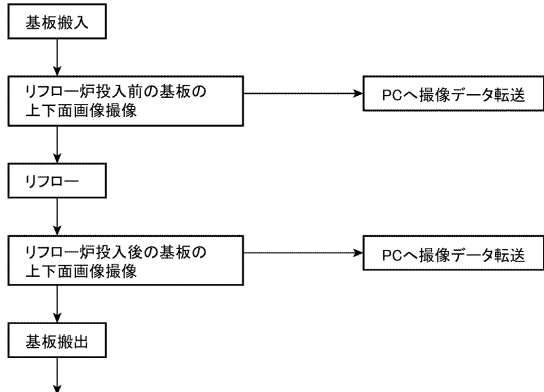 基板搬入
リフロー炉投入前の基板の
上下面画像撮像
PCへ撮像データ転送
リフロー
リフロー炉投入後の基板の
上下面画像撮像
PCへ撮像データ転送
基板搬出